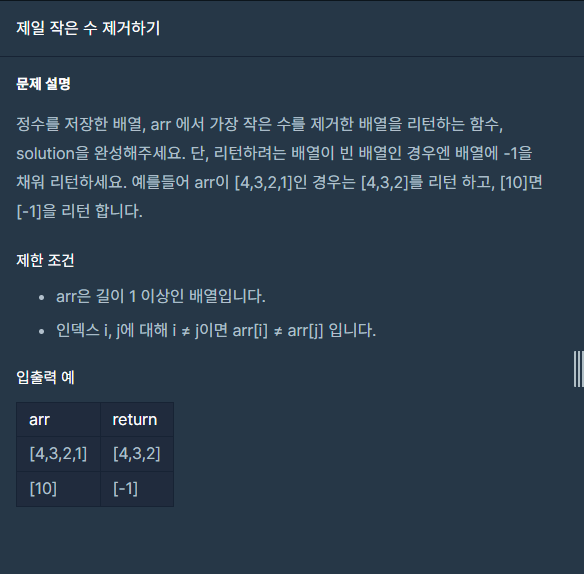 제일 작은 수 제거하기
문제 설명
정수를 저장한 배열, arr 에서 가장 작은 수를 제거한 배열을 리턴하는 함수,
solution을 완성해주세요. 단, 리턴하려는 배열이 빈 배열인 경우엔 배열에 -1을
채워 리턴하세요. 예를들어 arr이 [4,3,2,1]인 경우는 [4,3,2]를 리턴 하고, [10]면
[-1]을 리턴 합니다.
제한 조건
• arr은 길이 1 이상인 배열입니다.
• 인덱스 i, j에 대해 i ≠ j이면 arr[i] ≠ arr[j] 입니다.
입출력 예
arr return
[4,3,2,1] [4,3,2]
[10] [-1]